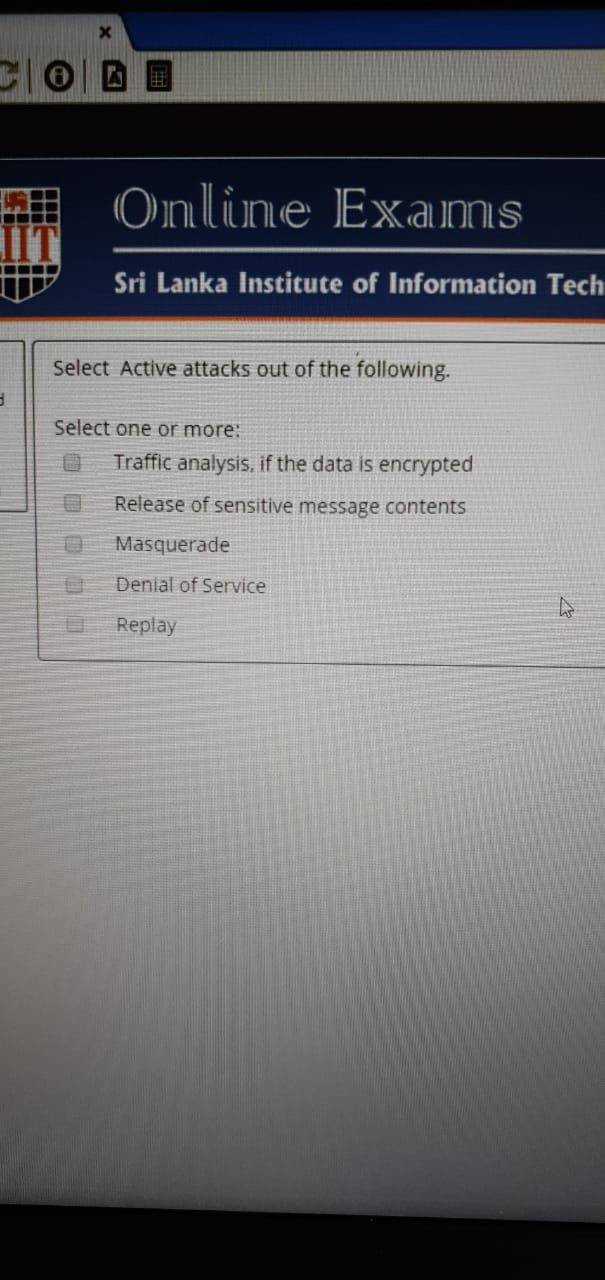 Online Exams
IIT
Sri Lanka Institute of Information Tech
Select Active attacks out of the following.
Select one or more:
Traffic analysis, if the data is encrypted
Release of sensitive message contents
Masquerade
Denial of Service
Replay